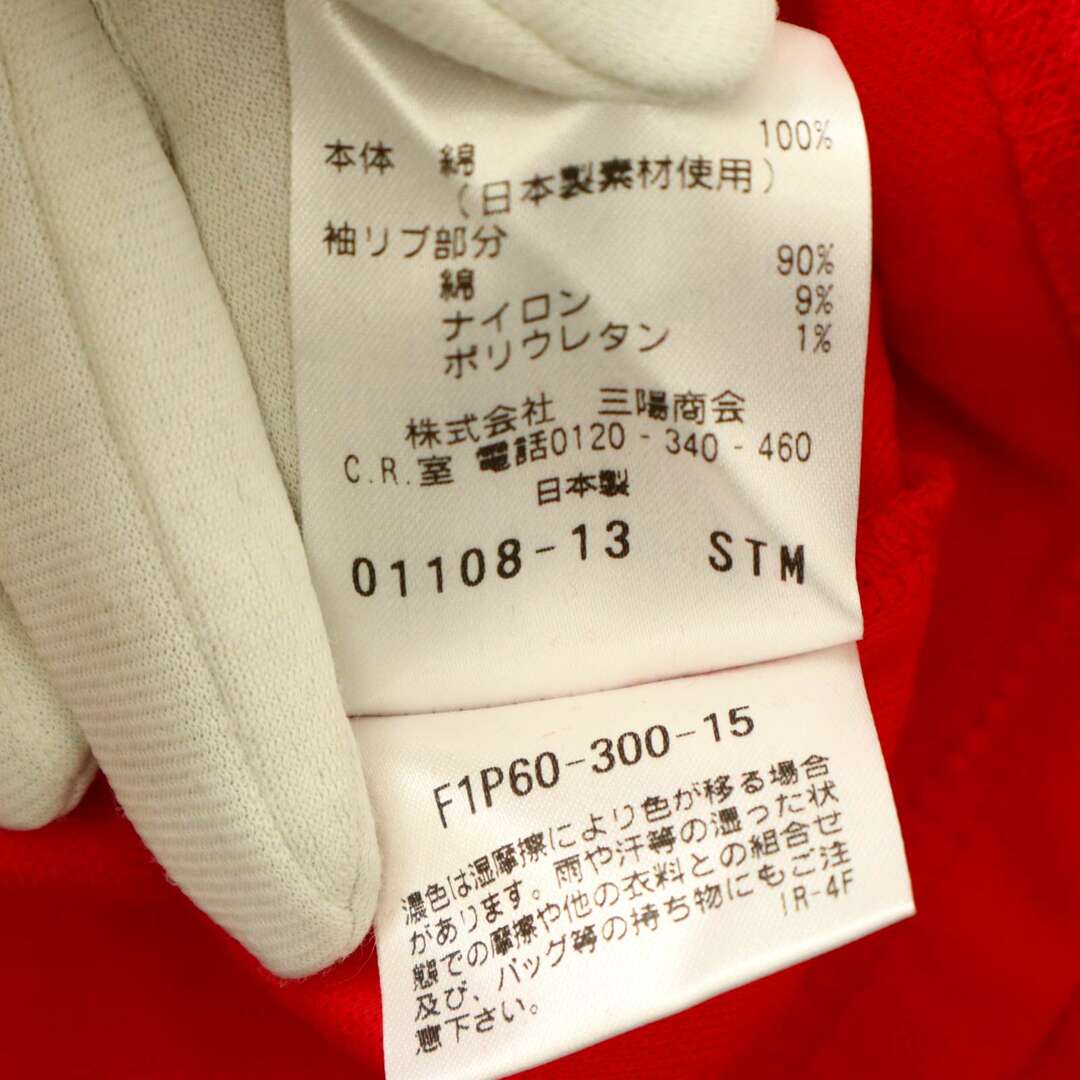 本体 綿 100%
(日本製素材使用)
袖リブ部分
綿 90%
ナイロン 9%
ポリウレタン 1%
株式会社 三陽商会
C.R.室 電話0120-340-460
日本製
01108-13 STM
F1P60-300-15
濃色は湿摩擦により色が移る場合
があります。雨や汗等の湿った状
態での摩擦や他の衣料との組合せ
及び、バッグ等の持ち物にもご注
意下さい。 IR-4F